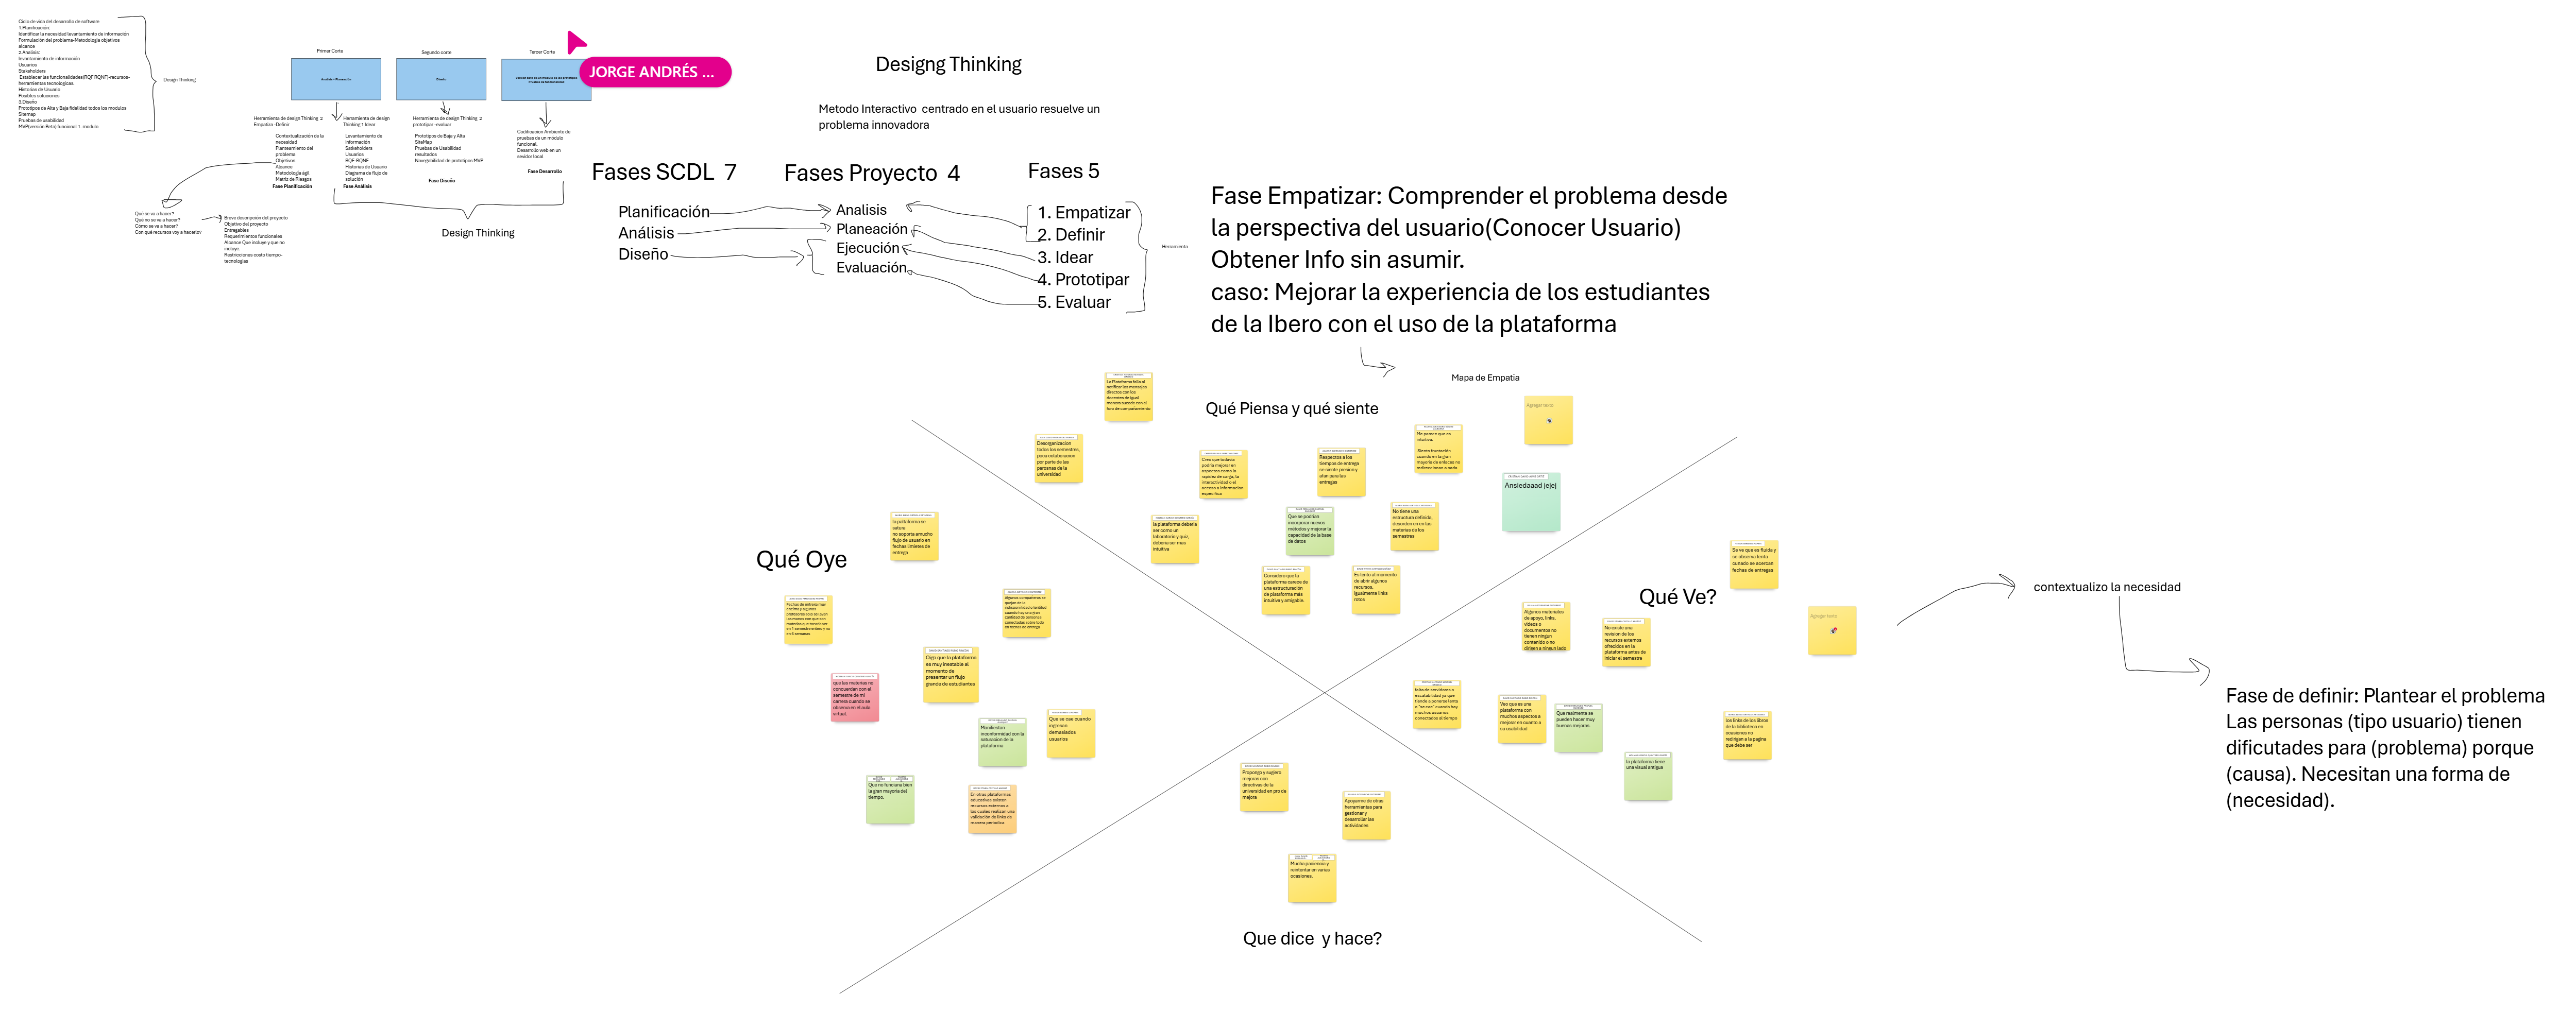 Ciclo de vida del desarrollo de software
1.Planificación:
Identificar la necesidad levantamiento de información
Formulación del problema-Metodologia objetivos
alcance
2.Analisis:
levantamiento de información
Usuarios
Stakeholders
Establecer las funcionalidades(RQF RQNF)-recursos-
herramientas tecnologicas.
Historias de Usuario
Posibles soluciones
3.Diseño
Prototipos de Alta y Baja fidelidad todos los modulos
Sitemap
Pruebas de usabilidad
MVP(versión Beta) funcional 1. modulo
Design Thinking
Primer Corte
Segundo corte
Tercer Corte
Diseño
JORGE ANDRÉS ...
Herramienta de design Thinking 2
Empatiza -Definir
Contextualización de la
necesidad
Planteamiento del
problema
Objetivos
Alcance
Metodología ágil
Matriz de Riesgos
Fase Planificación
Herramienta de design
Thinking 1 Idear
Levantamiento de
información
Satkeholders
Usuarios
RQF-RQNF
Historias de Usuario
Diagrama de flujo de
solución
Fase Análisis
Herramienta de design Thinking 2
prototipar -evaluar
Prototipos de Baja y Alta
SiteMap
Pruebas de Usabilidad
resultados
Navegabilidad de prototipos MVP
Fase Diseño
Codificacion Ambiente de
pruebas de un módulo
funcional.
Desarrollo web en un
sevidor local
Fase Desarrollo
Qué se va a hacer?
Qué no se va a hacer?
Cómo se va a hacer?
Con qué recursos voy a hacerlo?
Breve descripción del proyecto
Objetivo del proyecto
Entregables
Requerimientos funcionales
Alcance Que incluye y que no
incluye.
Restricciones costo tiempo-
tecnologias
Design Thinking
Designg Thinking
Metodo Interactivo centrado en el usuario resuelve un
problema innovadora
Fases SCDL 7
Planificación
Análisis
Diseño
Fases Proyecto 4
Analisis
Planeación
Ejecución
Evaluación
Fases 5
1. Empatizar
2. Definir
3. Idear
4. Prototipar
5. Evaluar
Herramienta
Fase Empatizar: Comprender el problema desde
la perspectiva del usuario(Conocer Usuario)
Obtener Info sin asumir.
caso: Mejorar la experiencia de los estudiantes
de la Ibero con el uso de la plataforma
Mapa de Empatia
Qué Piensa y qué siente
La Plataforma falla al
notificar los mensajes
directos con los
docentes de igual
manera sucede con el
foro de compañamiento
Desorganizacion
todos los semestres,
poca colaboracion
por parte de las
personas de la
universidad
Creo que todavia
podría mejorar en
aspectos como la
rapidez de carga, la
interactividad o el
acceso a informacion
especifica
Respectos a los
tiempos de entrega
se siente presion y
afan para las
entregas
Me parece que es
intuitiva.
Siento frustación
cuando en la gran
mayoria de enlaces no
redireccionan a nada
Agregar texto
Ansiedaaad jejej
la plataforma deberia
ser como un
laboratorio y quiz,
deberia ser mas
intuitiva
Que se podrían
incorporar nuevos
métodos y mejorar la
capacidad de la base
de datos
No tiene una
estructura definida,
desorden en en las
materias de los
semestres
Considero que la
plataforma carece de
una estructuración
de plataforma más
intuitiva y amigable.
Es lento al momento
de abrir algunos
recursos,
igualmente links
rotos
Qué Oye
la paltaforma se
satura
no soporta amucho
flujo de usuario en
fechas limietes de
entrega
Fechas de entrega muy
encima y algunos
profesores solo se lavan
las manos con que son
materias que tocaria ver
en 1 semestre entero y no
en 6 semanas
Algunos compañeros se
quejan de la
indisponibilidad o lentitud
cuando hay una gran
cantidad de personas
conectadas sobre todo
en fechas de entrega
Oigo que la plataforma
es muy inestable al
momento de
presentar un flujo
grande de estudiantes
que las materias no
concuerdan con el
semestre de mi
carrera cuando se
observa en el aula
virtual.
Manifiestan
inconformidad con la
saturacion de la
plataforma
Que se cae cuando
ingresan
demasiados
usuarios
Que no funciana bien
la gran mayoria del
tiempo.
En otras plataformas
educativas existen
recursos externos a
los cuales realizan una
validación de links de
manera periodica
Qué Ve?
Se ve que es fluida y
se observa lenta
cunado se acercan
fechas de entregas
Agregar texto
Algunos materiales
de apoyo, links,
videos o
documentos no
tienen ningun
contenido o no
dirigen a ningun lado
No existe una
revision de los
recursos externos
ofrecidos en la
plataforma antes de
iniciar el semestre
falta de servidores o
escalabilidad ya que
tiende a ponerse lenta
o "se cae" cuando hay
muchos usuarios
conectados al tiempo
Veo que es una
plataforma con
muchos aspectos a
mejorar en cuanto a
su usabilidad
Que realmente se
pueden hacer muy
buenas mejoras.
la plataforma tiene
una visual antigua
los links de los libros
de la biblioteca en
ocasiones no
redirigen a la pagina
que debe ser
Propongo y sugiero
mejoras con
directivas de la
universidad en pro de
mejora
Apoyarme de otras
herramientas para
gestionar y
desarrollar las
actividades
Mucha paciencia y
reintentar en varias
ocasiones.
Que dice y hace?
contextualizo la necesidad
Fase de definir: Plantear el problema
Las personas (tipo usuario) tienen
dificutades para (problema) porque
(causa). Necesitan una forma de
(necesidad).